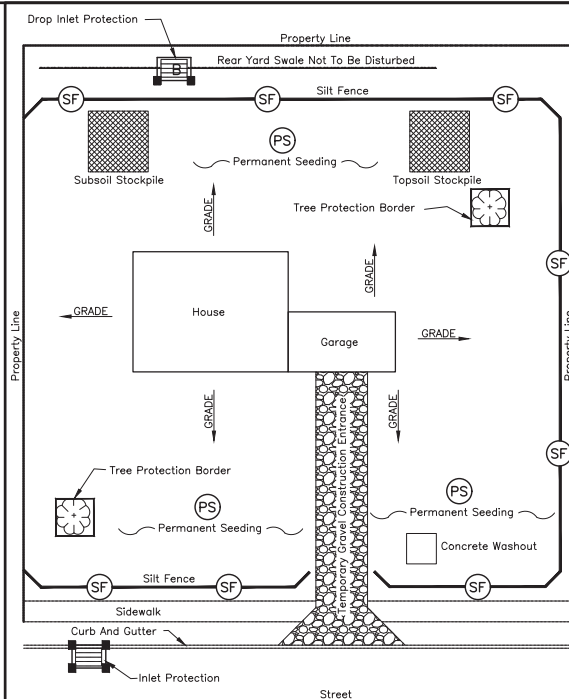 Drop Inlet Protection
Property Line
Rear Yard Swale Not To Be Disturbed
B
Silt Fence
SF
SF
SF
PS
Permanent Seeding
Subsoil Stockpile
Topsoil Stockpile
Tree Protection Border
GRADE
GRADE
SF
House
GRADE
Garage
GRADE
Property Line
Property Line
GRADE
GRADE
Temporary Gravel Construction Entrance
SF
Tree Protection Border
PS
Permanent Seeding
PS
Permanent Seeding
Concrete Washout
Silt Fence
SF
SF
SF
Sidewalk
Curb And Gutter
Inlet Protection
Street